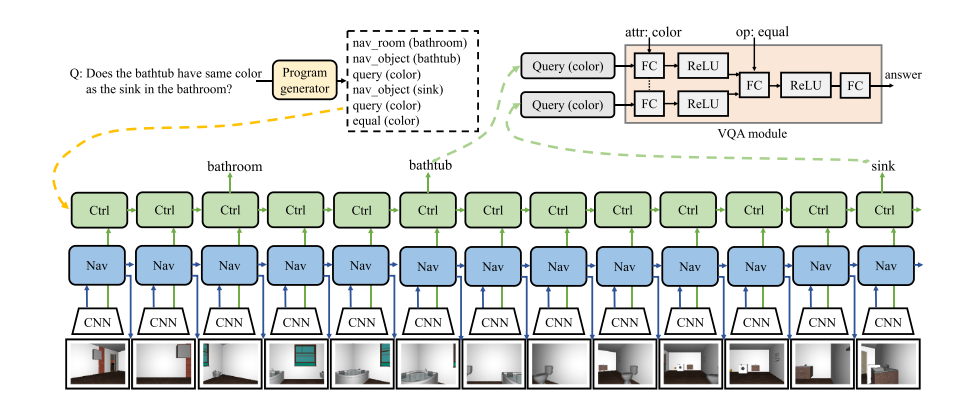 Q: Does the bathtub have same color
as the sink in the bathroom?
Program
generator
nav_room (bathroom)
nav_object (bathtub)
query (color)
nav_object (sink)
query (color)
equal (color)
attr: color
op: equal
Query (color)
FC
ReLU
Query (color)
FC
ReLU
FC
ReLU
FC
answer
VQA module
bathroom
bathtub
sink
Ctrl Ctrl Ctrl Ctrl Ctrl Ctrl Ctrl Ctrl Ctrl Ctrl Ctrl Ctrl Ctrl
Nav Nav Nav Nav Nav Nav Nav Nav Nav Nav Nav Nav Nav
CNN CNN CNN CNN CNN CNN CNN CNN CNN CNN CNN CNN CNN